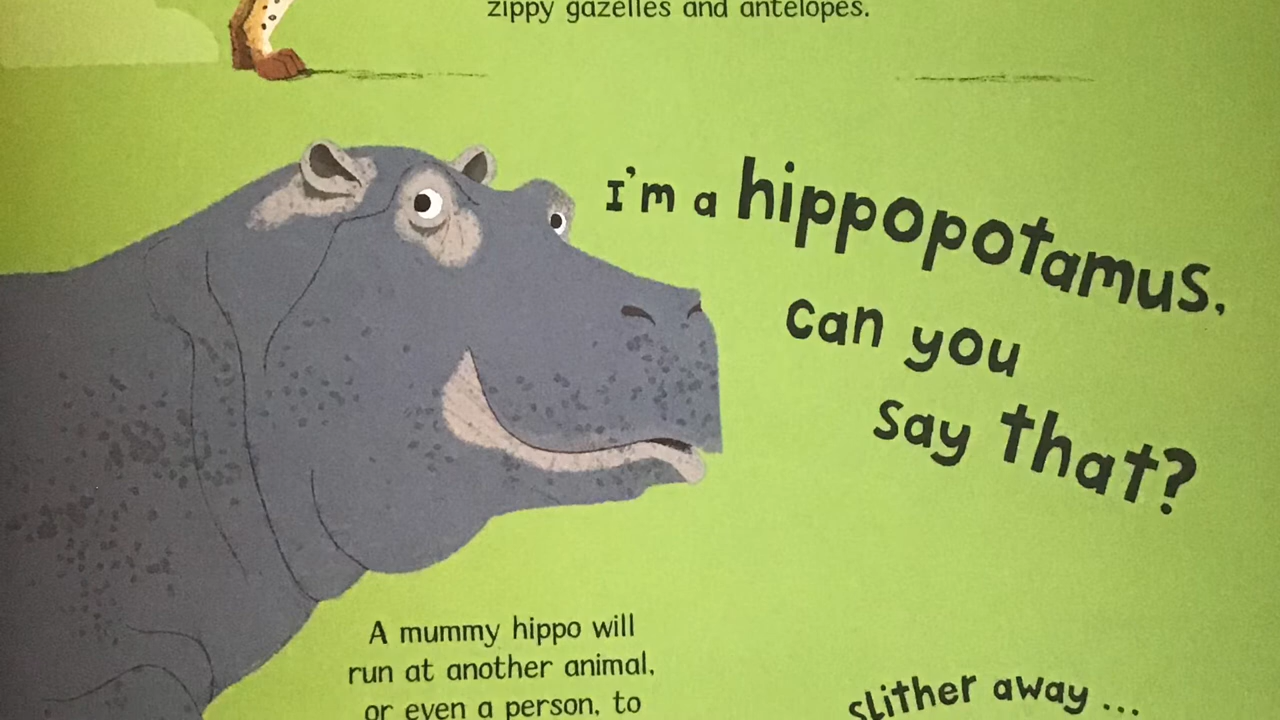 zippy gazelles and antelopes.
I'm a hippopotamus,
can you
say that?
A mummy hippo will
run at another animal,
or even a person, to
slither away...